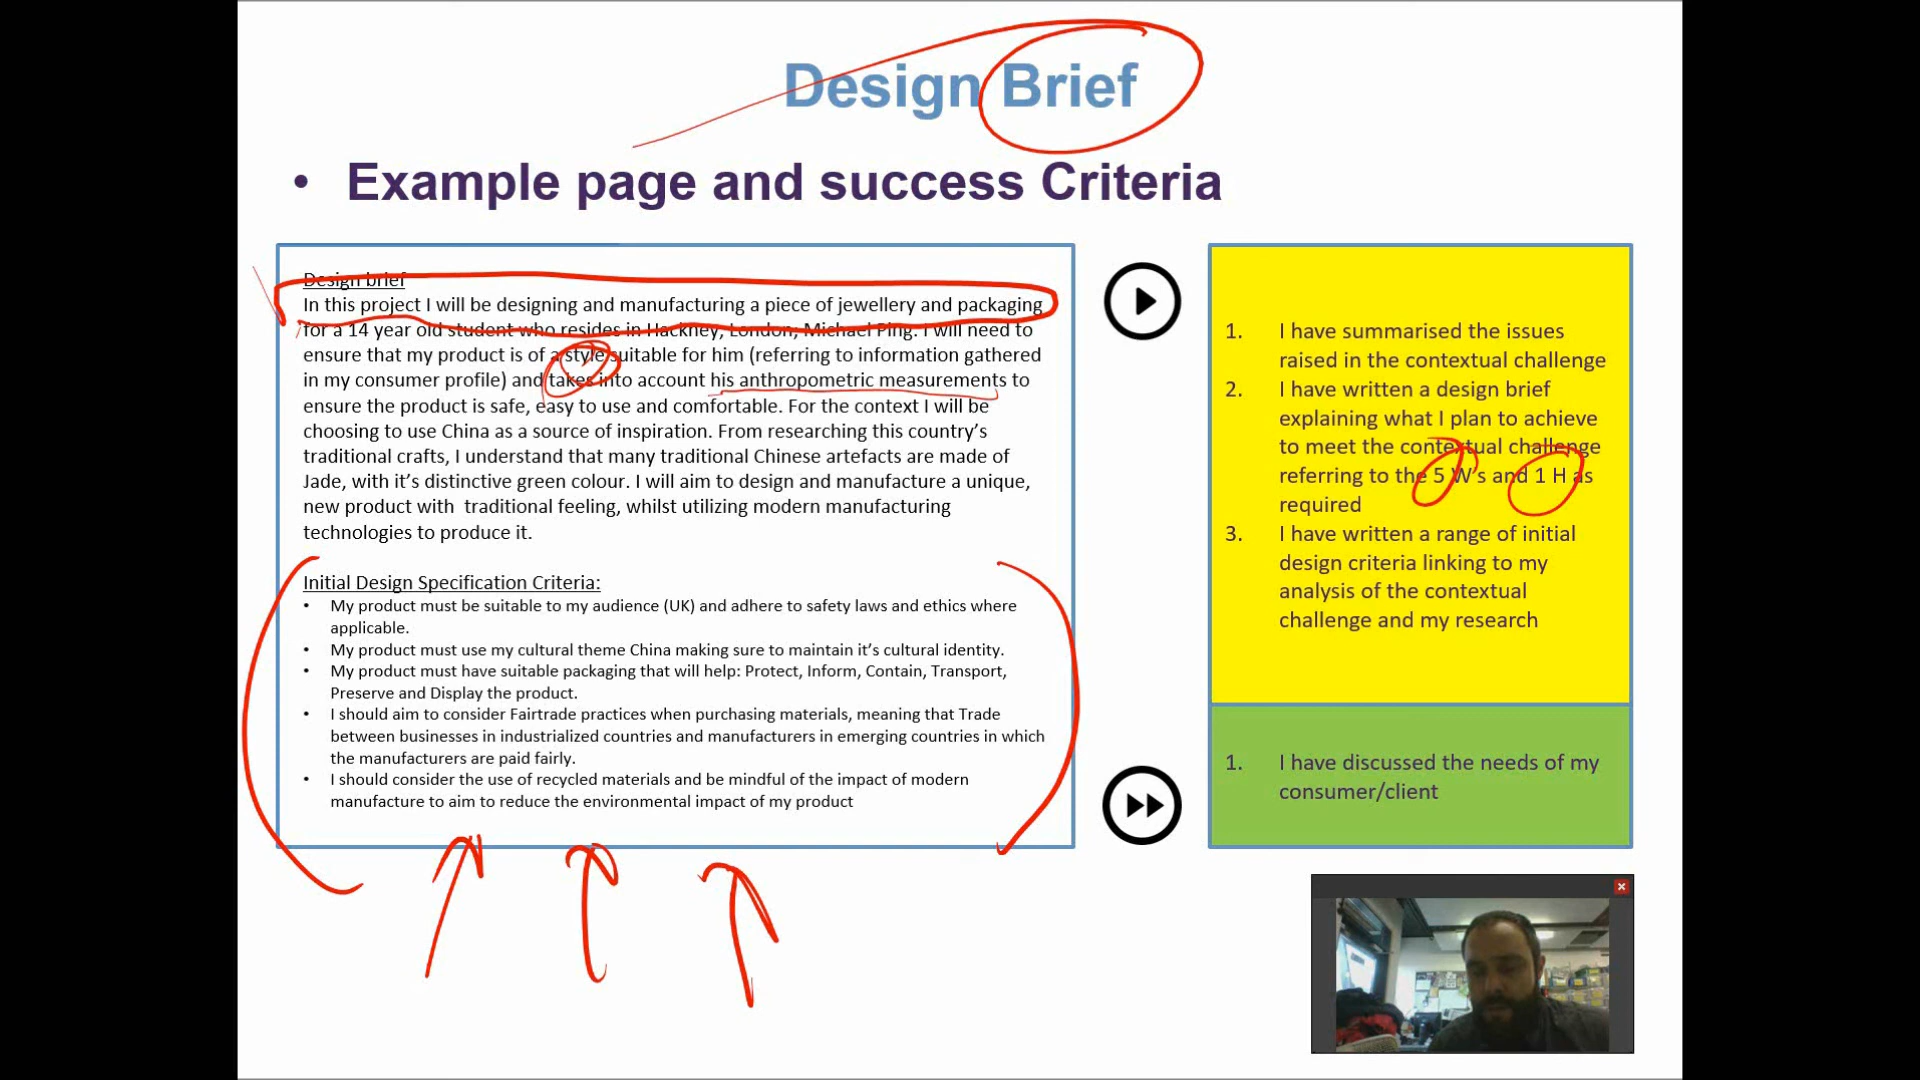 Design Brief
• Example page and success Criteria
Design brief
In this project I will be designing and manufacturing a piece of jewellery and packaging
for a 14 year old student who resides in Hackney, London; Michael Ping. I will need to
ensure that my product is of a style suitable for him (referring to information gathered
in my consumer profile) and takes into account his anthropometric measurements to
ensure the product is safe, easy to use and comfortable. For the context I will be
choosing to use China as a source of inspiration. From researching this country's
traditional crafts, I understand that many traditional Chinese artefacts are made of
Jade, with it's distinctive green colour. I will aim to design and manufacture a unique,
new product with traditional feeling, whilst utilizing modern manufacturing
technologies to produce it.
Initial Design Specification Criteria:
• My product must be suitable to my audience (UK) and adhere to safety laws and ethics where
applicable.
• My product must use my cultural theme China making sure to maintain it's cultural identity.
• My product must have suitable packaging that will help: Protect, Inform, Contain, Transport,
Preserve and Display the product.
• I should aim to consider Fairtrade practices when purchasing materials, meaning that Trade
between businesses in industrialized countries and manufacturers in emerging countries in which
the manufacturers are paid fairly.
• I should consider the use of recycled materials and be mindful of the impact of modern
manufacture to aim to reduce the environmental impact of my product
1. I have summarised the issues
raised in the contextual challenge
2. I have written a design brief
explaining what I plan to achieve
to meet the contextual challenge
referring to the 5 W's and 1 H as
required
3. I have written a range of initial
design criteria linking to my
analysis of the contextual
challenge and my research
1. I have discussed the needs of my
consumer/client